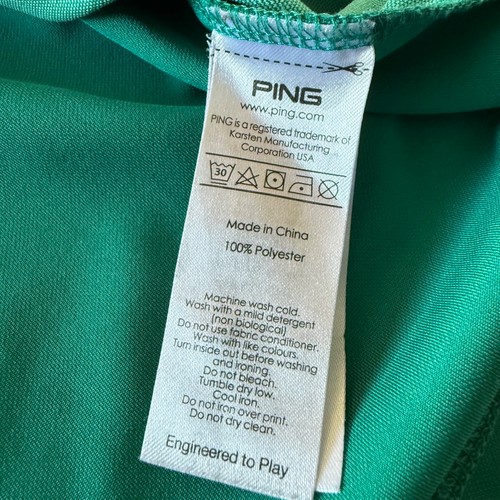 PING
www.ping.com
PING is a registered trademark of
Karsten Manufacturing
Corporation USA
30
Made in China
100% Polyester
Machine wash cold.
Wash with a mild detergent
(non biological)
Do not use fabric conditioner.
Wash with like colours.
Turn inside out before washing
and ironing.
Do not bleach.
Tumble dry low.
Cool iron.
Do not iron over print.
Do not dry clean.
Engineered to Play